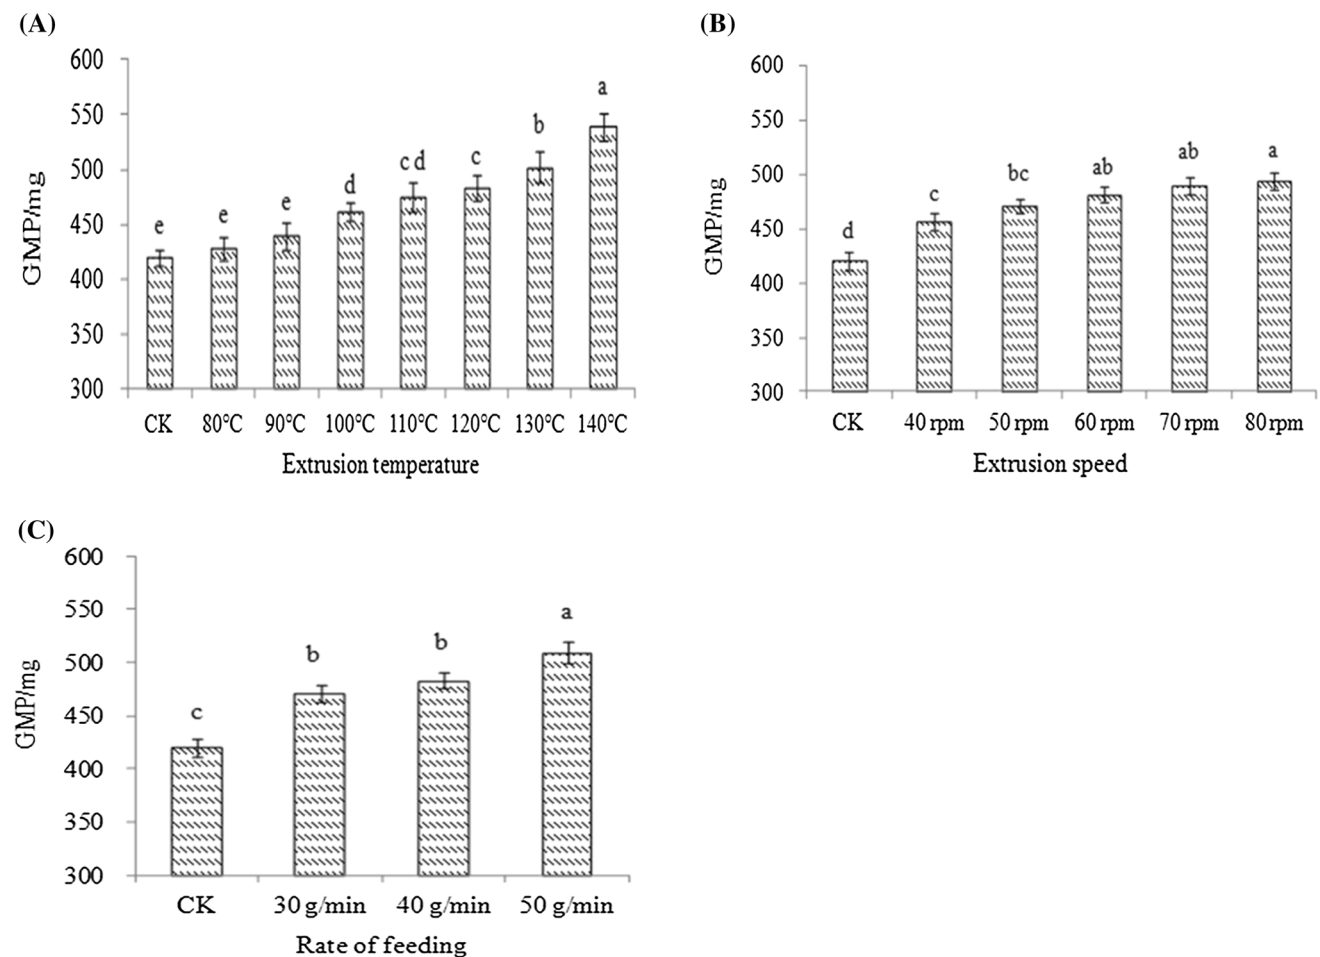 (A)
GMP/mg
600
550
500
450
400
350
300
e
e
e
d
c d
c
b
a
CK 80°C 90°C 100°C 110°C 120°C 130°C 140°C
Extrusion temperature
(B)
GMP/mg
600
550
500
450
400
350
300
d
c
bc
ab
ab
a
CK 40 rpm 50 rpm 60 rpm 70 rpm 80 rpm
Extrusion speed
(C)
GMP/mg
600
550
500
450
400
350
300
c
b
b
a
CK 30 g/min 40 g/min 50 g/min
Rate of feeding